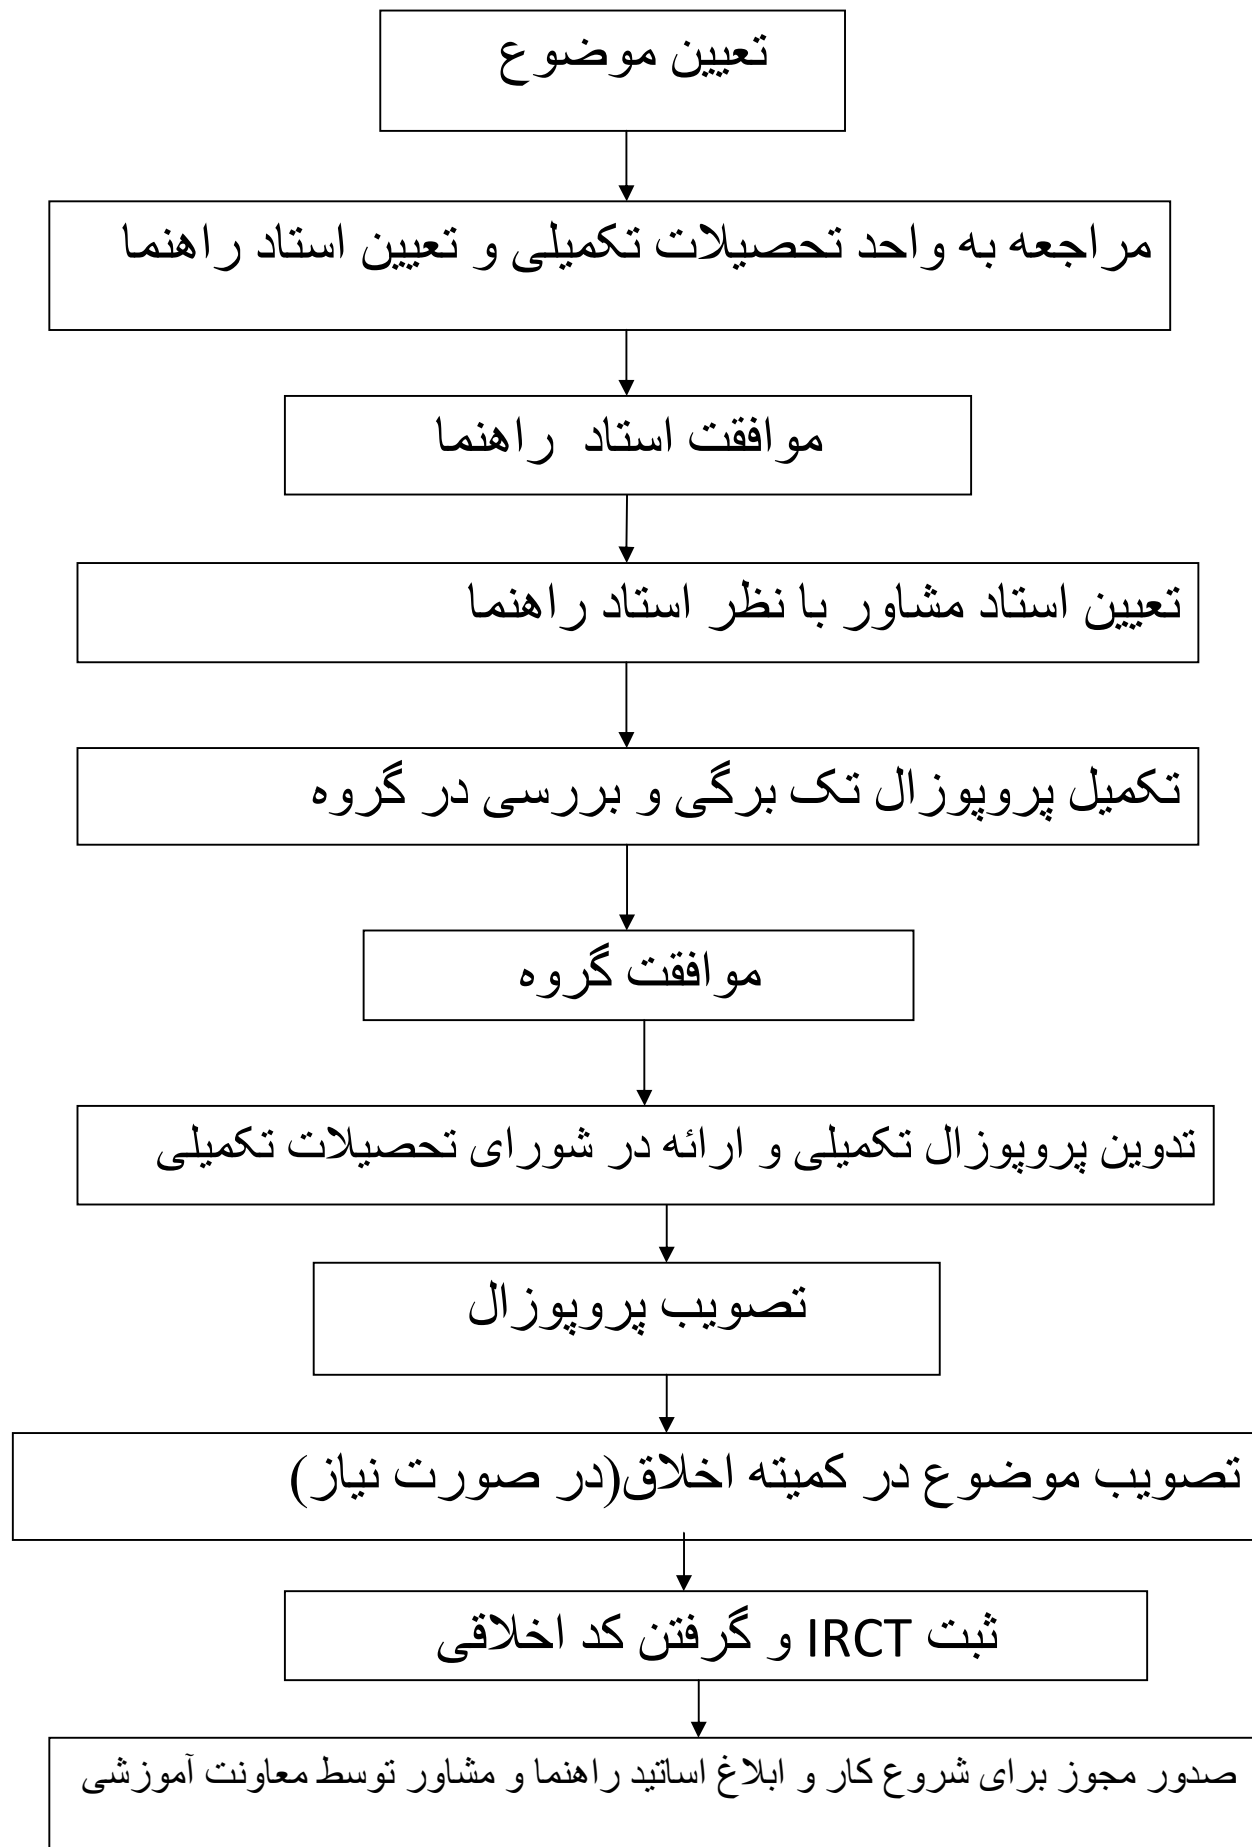 تعیین موضوع
مراجعه به واحد تحصیلات تکمیلی و تعیین استاد راهنما
موافقت استاد راهنما
تعیین استاد مشاور با نظر استاد راهنما
تکمیل پروپوزال تک برگی و بررسی در گروه
موافقت گروه
تدوین پروپوزال تکمیلی و ارائه در شورای تحصیلات تکمیلی
تصویب پروپوزال
تصویب موضوع در کمیته اخلاق(در صورت نیاز)
ثبت IRCT و گرفتن کد اخلاقی
صدور مجوز برای شروع کار و ابلاغ اساتید راهنما و مشاور توسط معاونت آموزشی